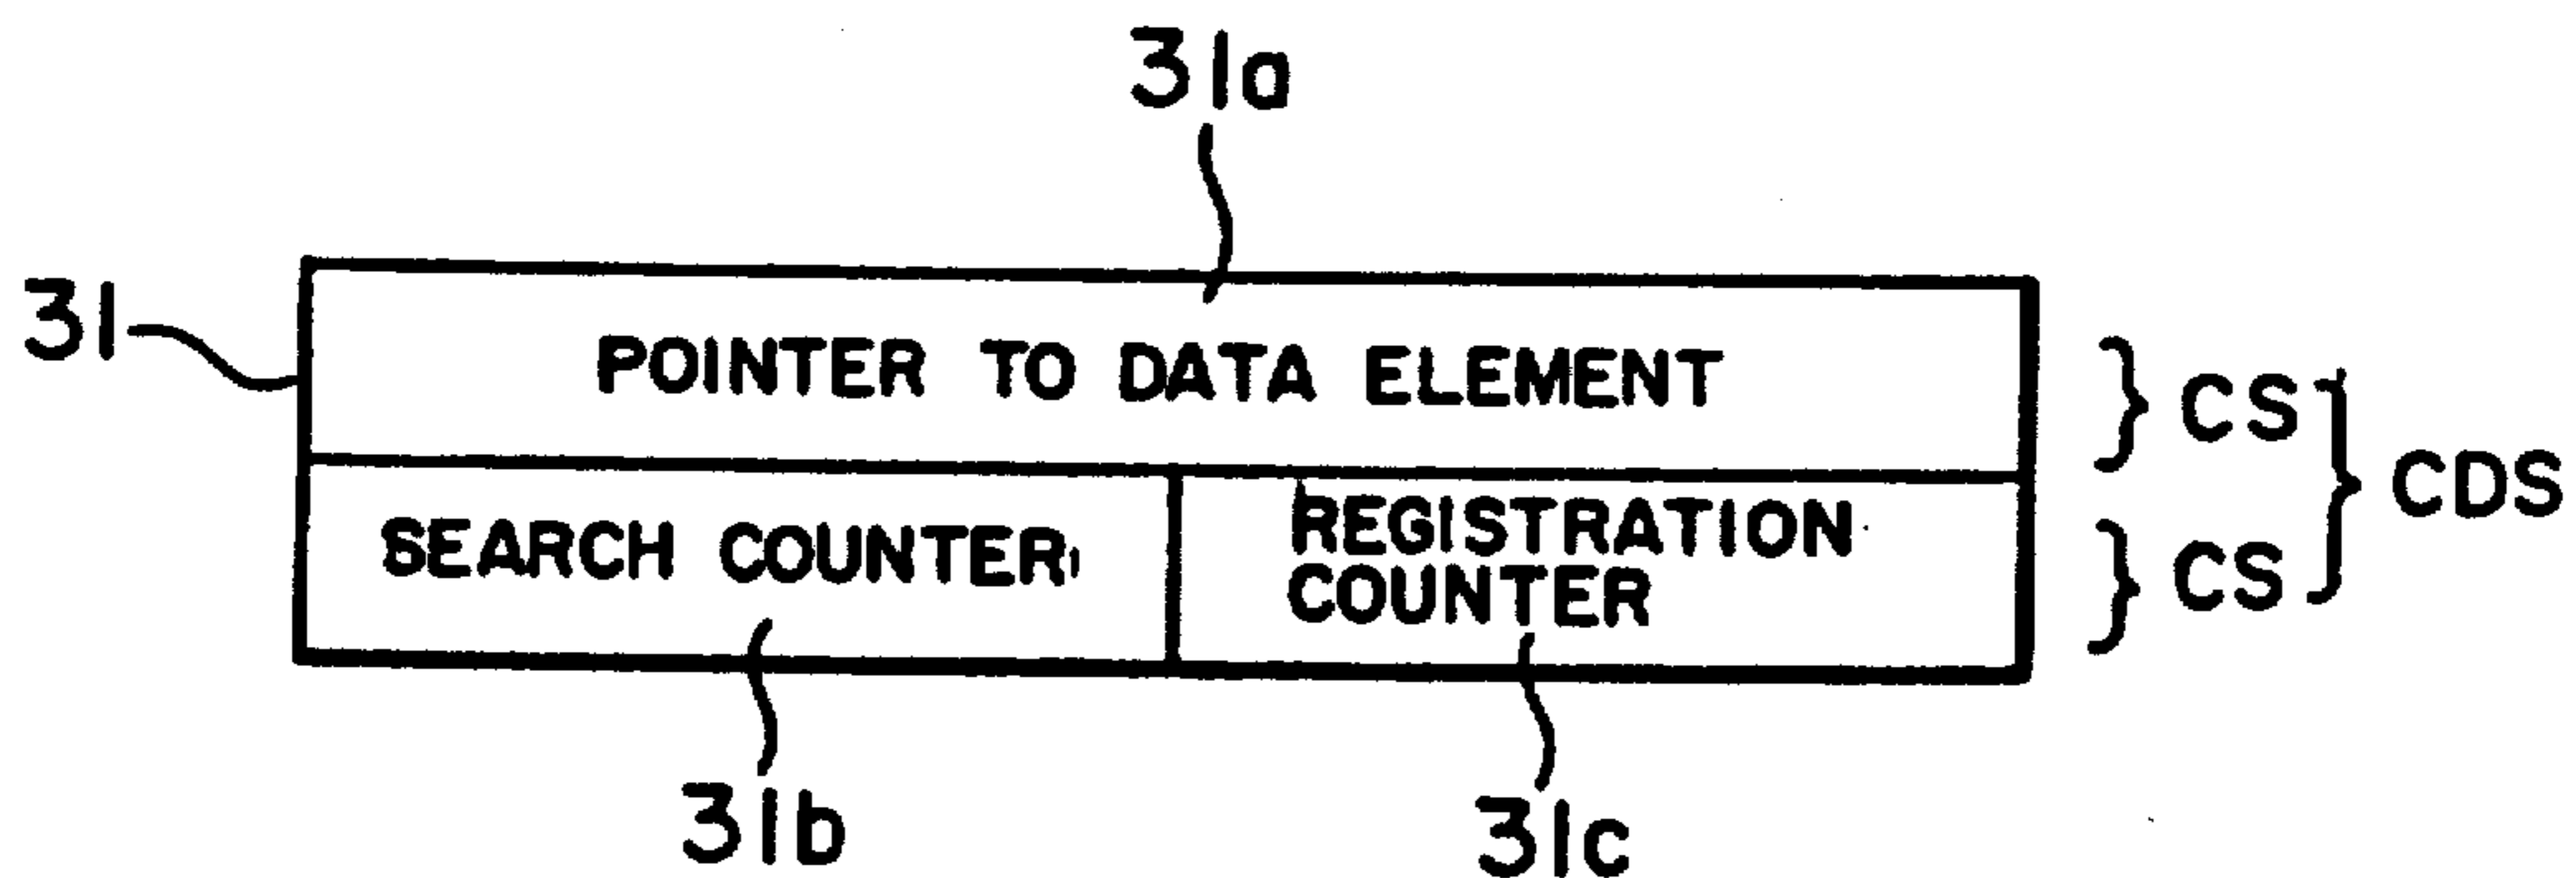 31a
31
POINTER TO DATA ELEMENT
CS
CDS
SEARCH COUNTER
REGISTRATION
COUNTER
CS
31b
31c